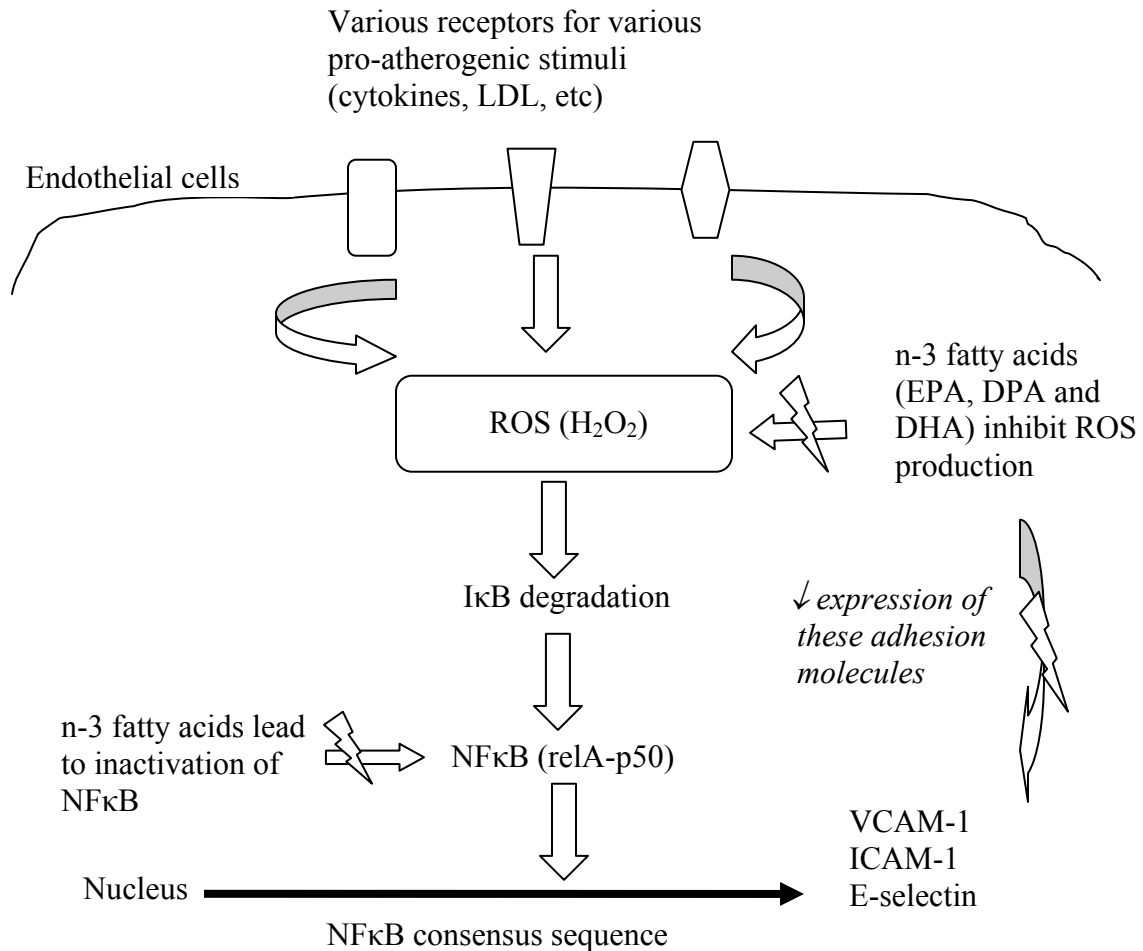 Various receptors for various
pro-atherogenic stimuli
(cytokines, LDL, etc)
Endothelial cells
n-3 fatty acids
(EPA, DPA and
DHA) inhibit ROS
production
ROS (H₂O₂)
IκB degradation
↓ expression of
these adhesion
molecules
n-3 fatty acids lead
to inactivation of
NFκB
NFκB (relA-p50)
VCAM-1
ICAM-1
E-selectin
Nucleus
NFκB consensus sequence